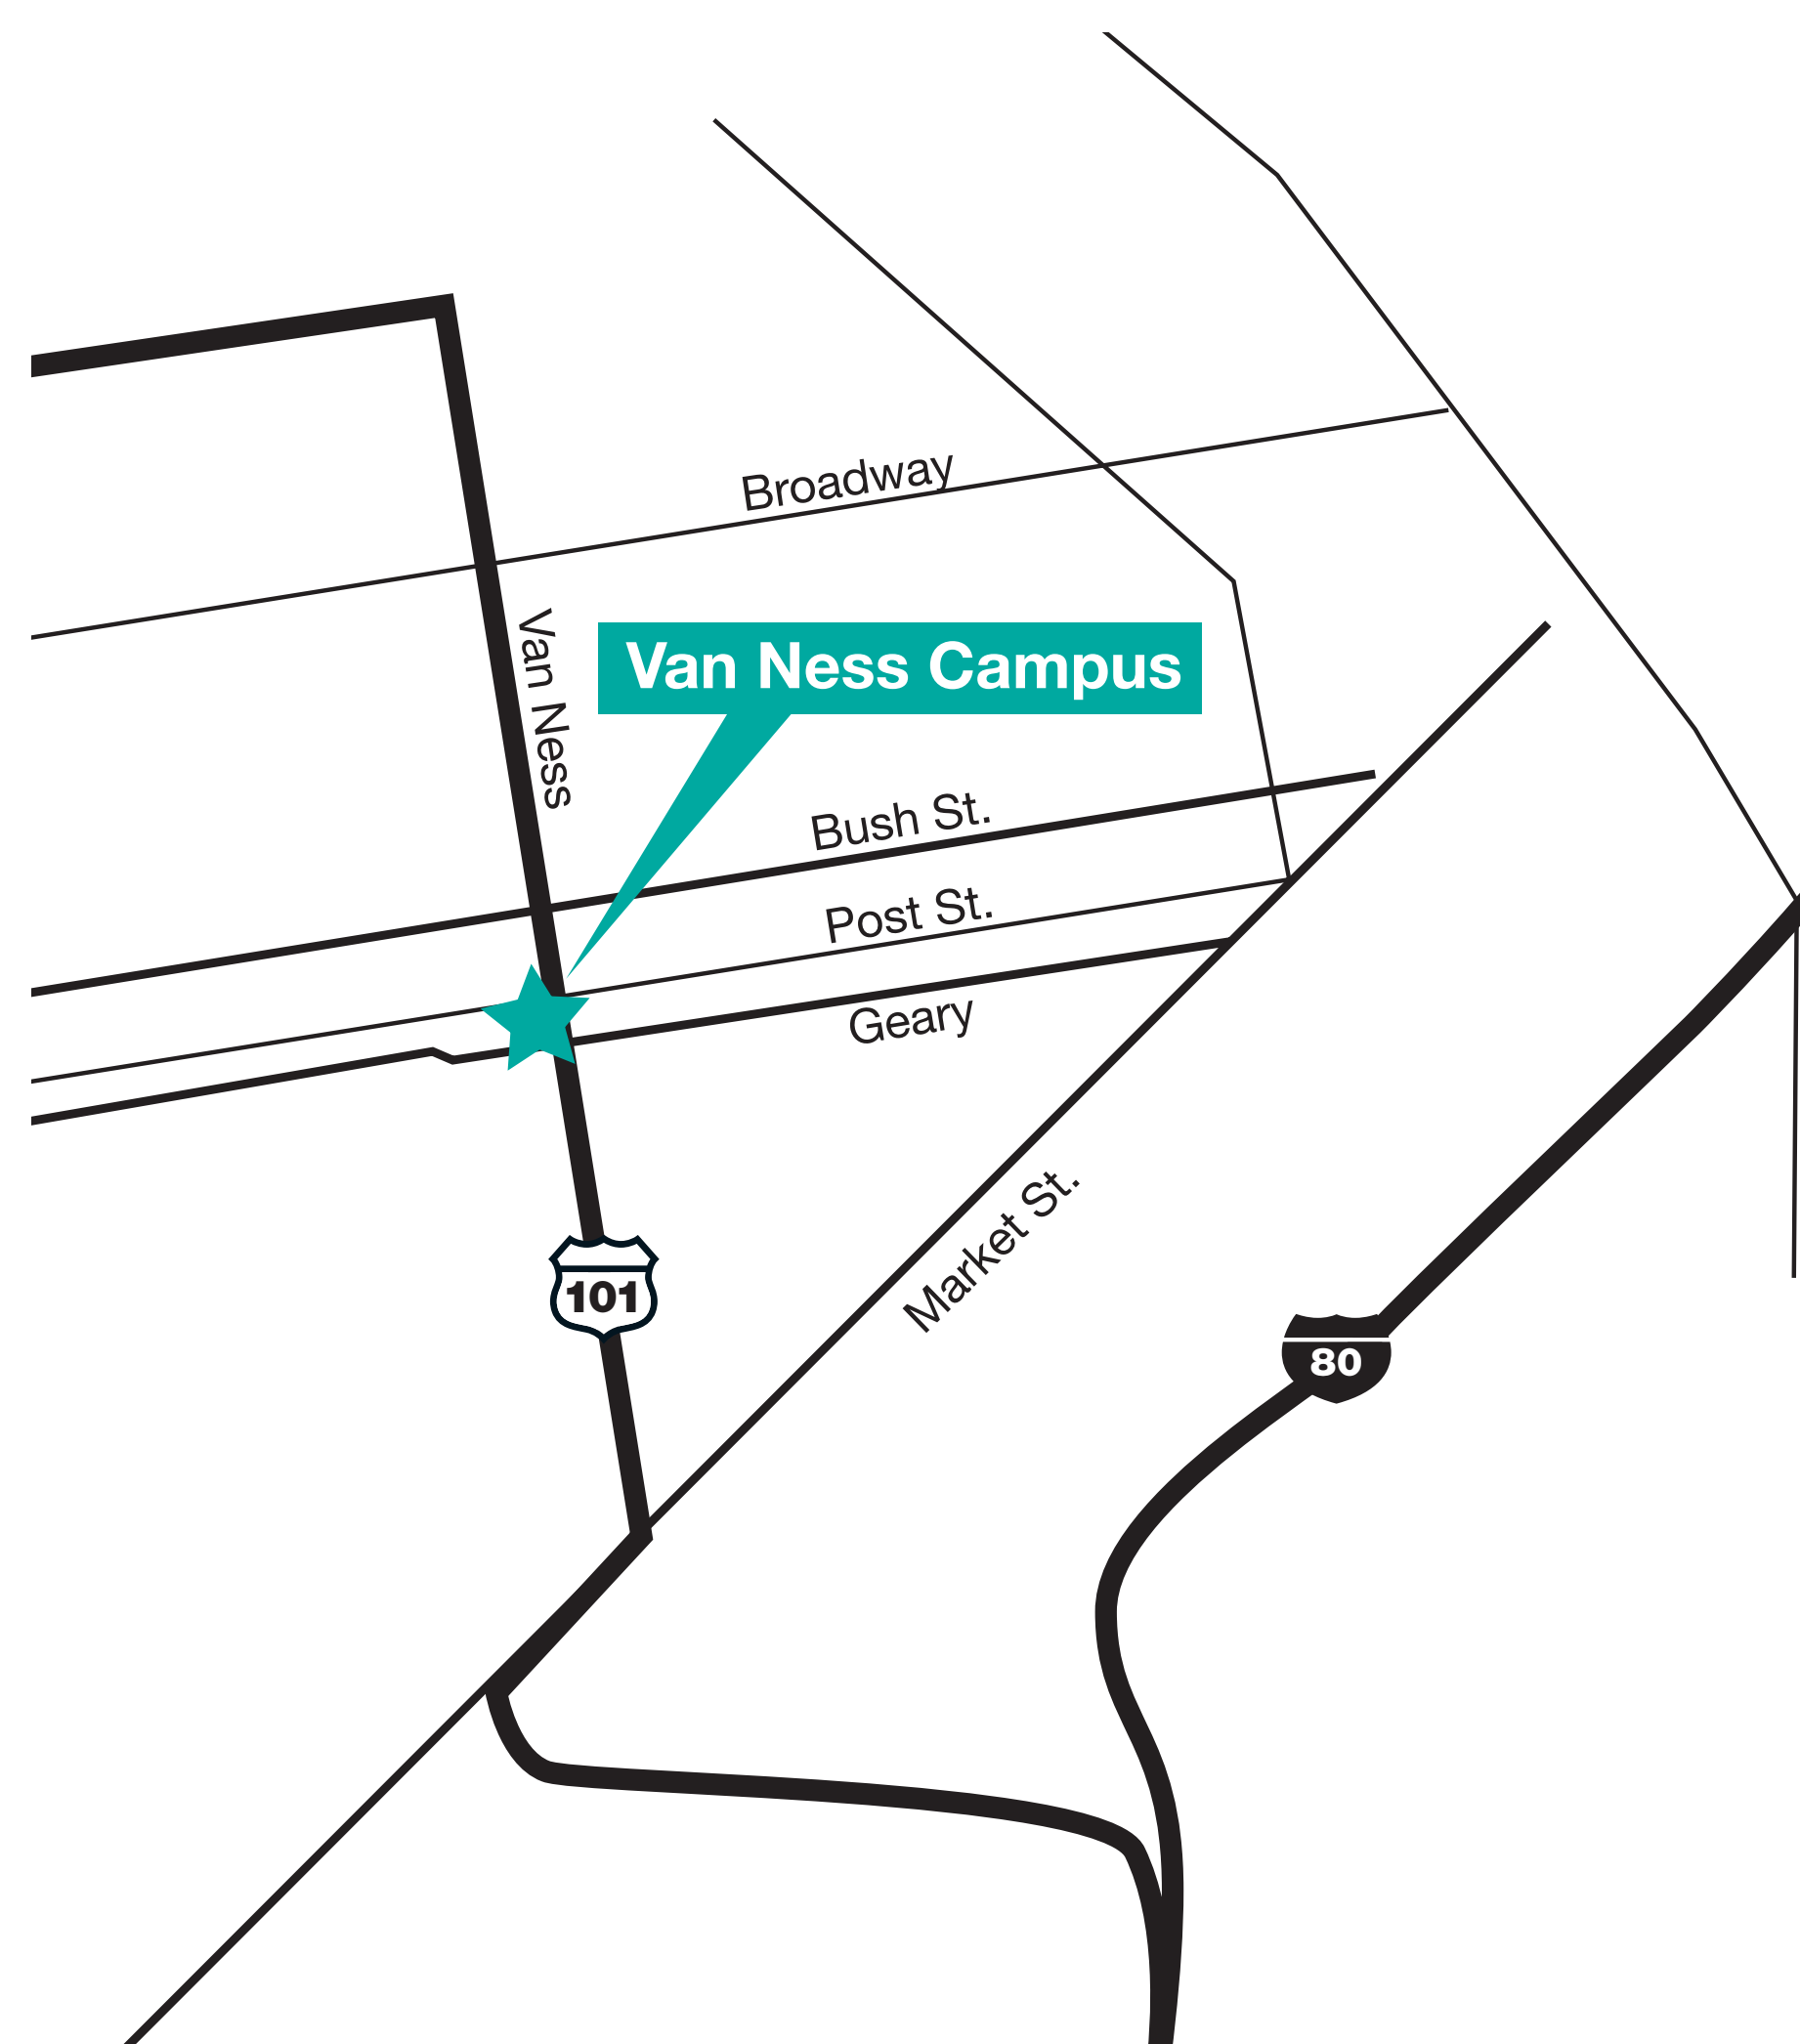 Broadway
Van Ness
Van Ness Campus
Bush St.
Post St.
Geary
Market St.
101
80